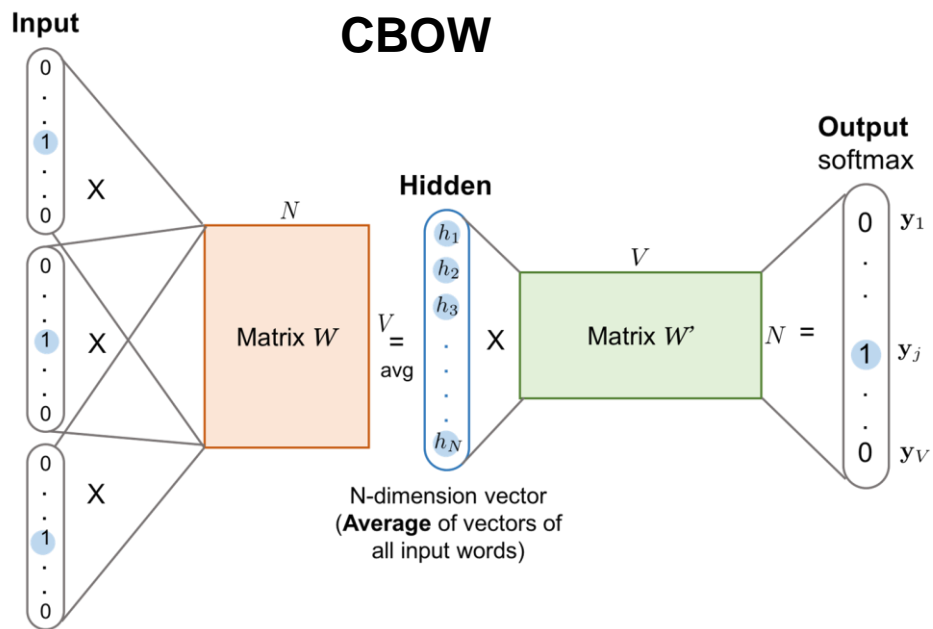 CBOW
Input
0
.
.
1
.
.
0
X
0
.
.
1
.
.
0
X
0
.
.
1
.
.
0
X
N
Matrix W
V
=
avg
Hidden
h1
h2
h3
.
.
.
.
hN
N-dimension vector
(Average of vectors of
all input words)
X
V
Matrix W’
N =
Output
softmax
0 y1
.
.
1 yj
.
.
0 yV